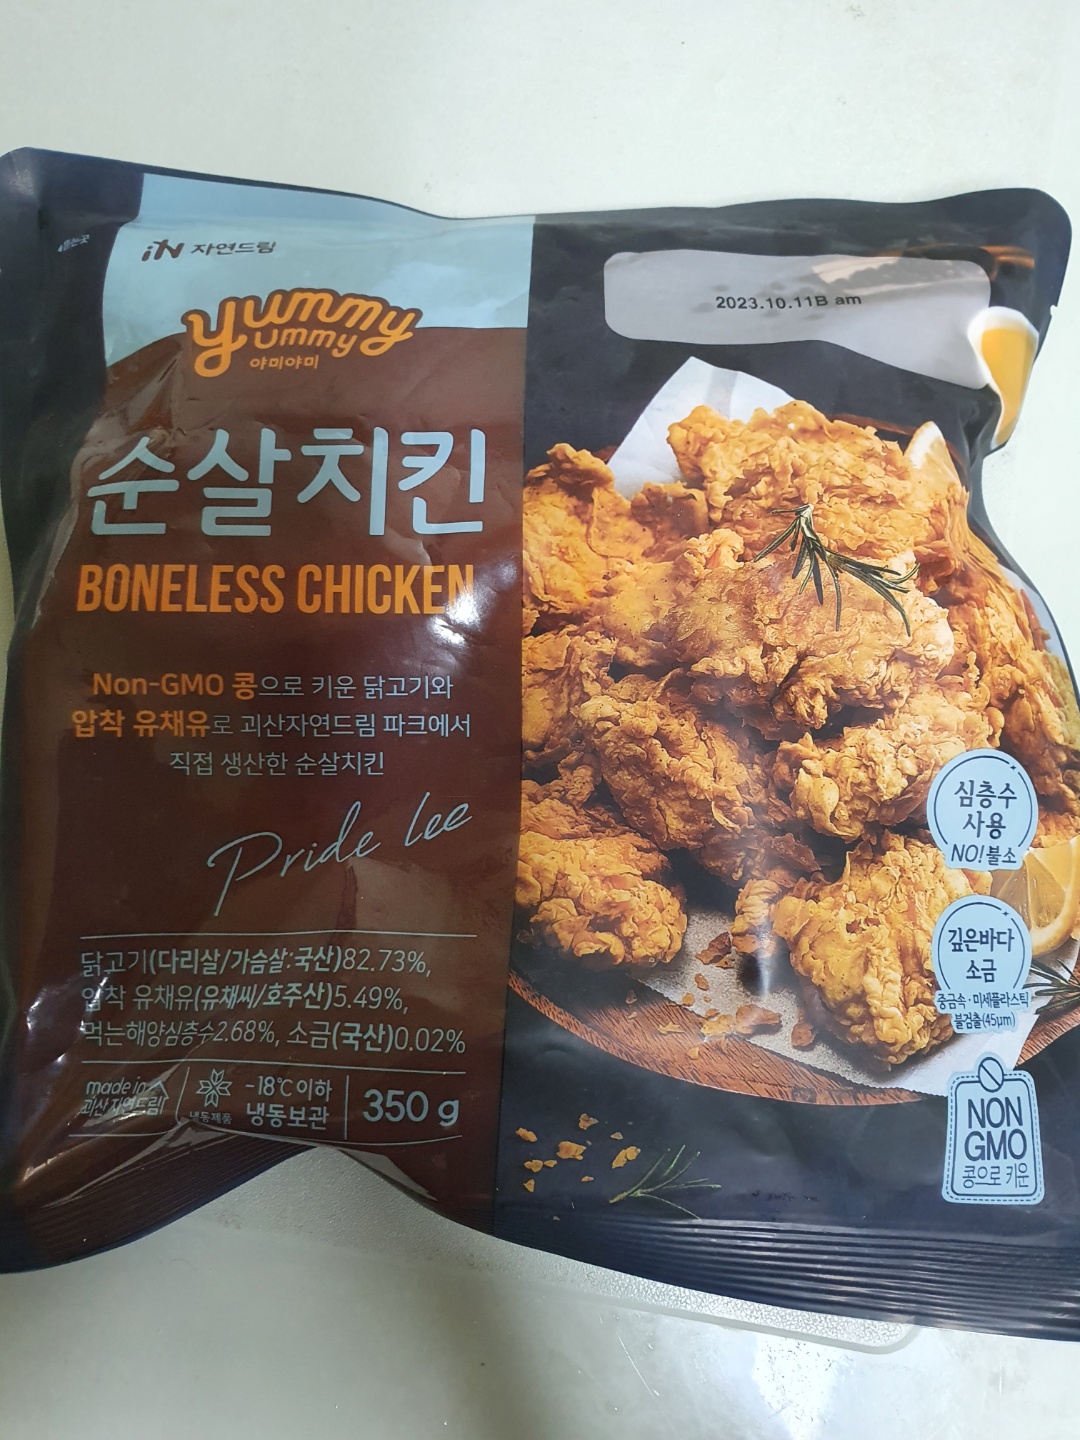 뜯는곳
iN 자연드림
yummy
ummy
야미야미
2023.10.11B am
순살치킨
BONELESS CHICKEN
Non-GMO 콩으로 키운 닭고기와
압착 유채유로 괴산자연드림 파크에서
직접 생산한 순살치킨
Pride lee
닭고기(다리살/가슴살:국산)82.73%,
압착 유채유(유채씨/호주산)5.49%,
먹는해양심층수2.68%, 소금(국산)0.02%
made in
괴산자연드림
냉동제품
-18℃이하
냉동보관
350 g
심층수
사용
NO!불소
깊은바다
소금
중금속·미세플라스틱
불검출(45μm)
NON
GMO
콩으로 키운